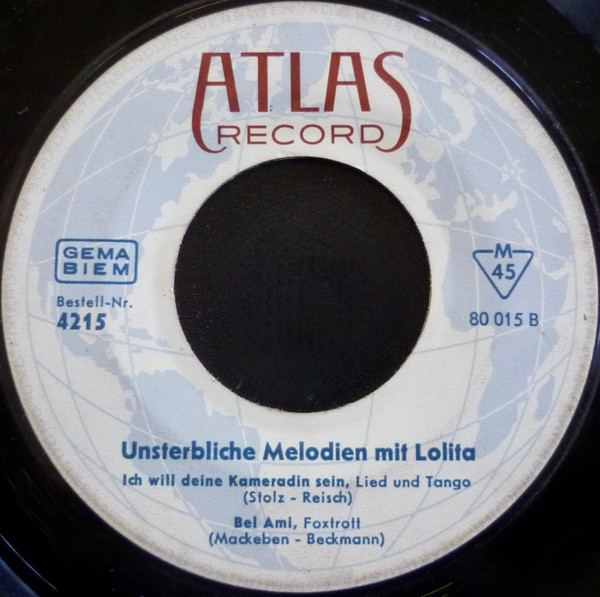 ATLAS
RECORD
GEMA
BIEM
Bestell-Nr.
4215
M
45
80 015 B
Unsterbliche Melodien mit Lolita
Ich will deine Kameradin sein, Lied und Tango
(Stolz - Reisch)
Bel Ami, Foxtrott
(Mackeben - Beckmann)